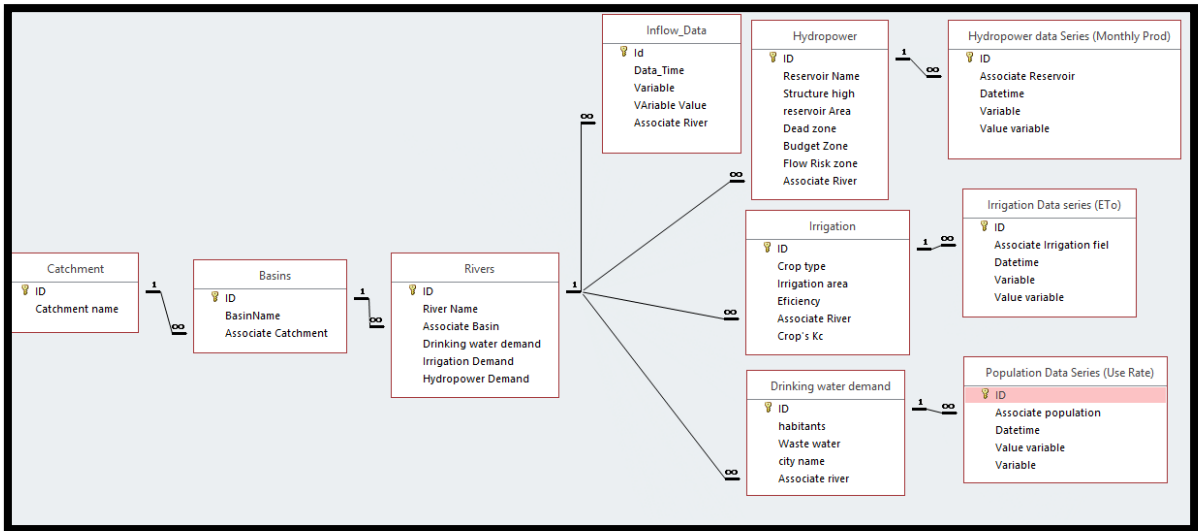 Catchment
ID
Catchment name
1
∞
Basins
ID
BasinName
Associate Catchment
1
∞
Rivers
ID
River Name
Associate Basin
Drinking water demand
Irrigation Demand
Hydropower Demand
1
∞
Inflow_Data
Id
Data_Time
Variable
VAriable Value
Associate River
∞
Hydropower
ID
Reservoir Name
Structure high
reservoir Area
Dead zone
Budget Zone
Flow Risk zone
Associate River
1
∞
Hydropower data Series (Monthly Prod)
ID
Associate Reservoir
Datetime
Variable
Value variable
∞
Irrigation
ID
Crop type
Irrigation area
Eficiency
Associate River
Crop's Kc
1
∞
Irrigation Data series (ETo)
ID
Associate Irrigation fiel
Datetime
Variable
Value variable
∞
Drinking water demand
ID
habitants
Waste water
city name
Associate river
1
∞
Population Data Series (Use Rate)
ID
Associate population
Datetime
Value variable
Variable